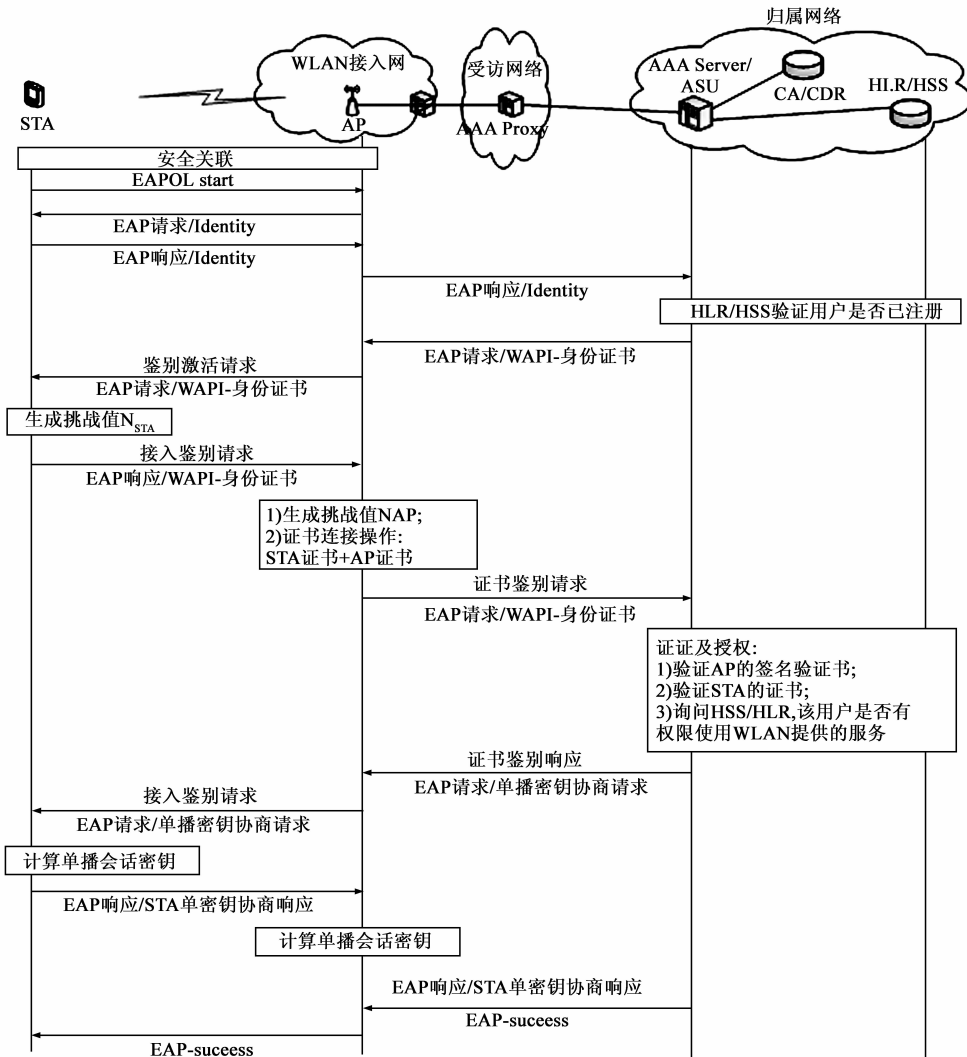 归属网络
WLAN接入网
受访网络
AAA Server/
ASU
CA/CDR
HLR/HSS
STA
AP
AAA Proxy
安全关联
EAPOL start
EAP请求/Identity
EAP响应/Identity
EAP响应/Identity
HLR/HSS验证用户是否已注册
EAP请求/WAPI-身份证书
鉴别激活请求
EAP请求/WAPI-身份证书
生成挑战值NSTA
接入鉴别请求
EAP响应/WAPI-身份证书
1)生成挑战值NAP;
2)证书连接操作:
STA证书+AP证书
证书鉴别请求
EAP请求/WAPI-身份证书
证证及授权:
1)验证AP的签名验证书;
2)验证STA的证书;
3)询问HSS/HLR,该用户是否有
权限使用WLAN提供的服务
证书鉴别响应
EAP请求/单播密钥协商请求
接入鉴别请求
EAP请求/单播密钥协商请求
计算单播会话密钥
EAP响应/STA单密钥协商响应
计算单播会话密钥
EAP响应/STA单密钥协商响应
EAP-suceess
EAP-suceess